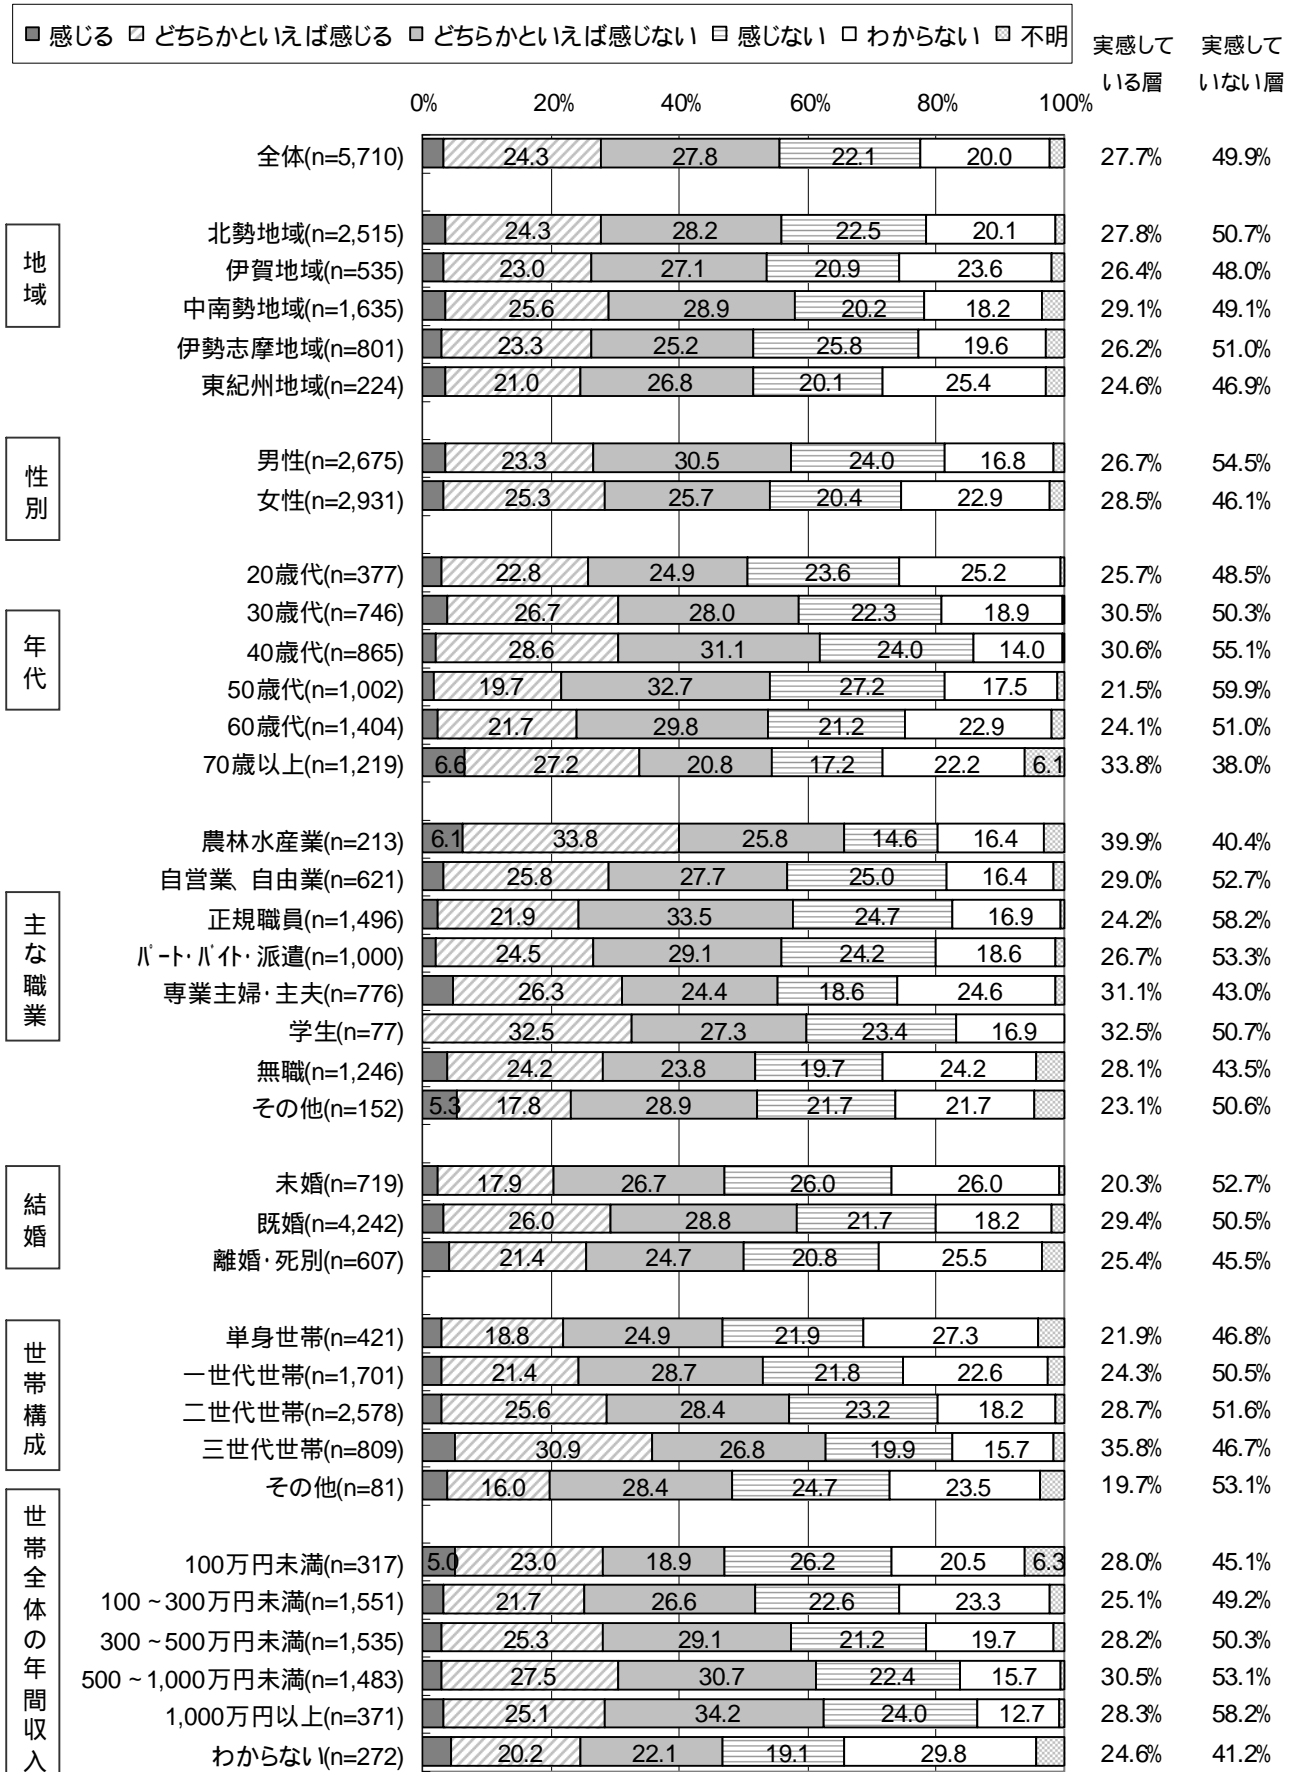 感じる どちらかといえば感じる どちらかといえば感じない 感じない わからない 不明
実感して いる層 実感して いない層
0% 20% 40% 60% 80% 100%
全体(n=5,710) 24.3 27.8 22.1 20.0 27.7% 49.9%
地域
北勢地域(n=2,515) 24.3 28.2 22.5 20.1 27.8% 50.7%
伊賀地域(n=535) 23.0 27.1 20.9 23.6 26.4% 48.0%
中南勢地域(n=1,635) 25.6 28.9 20.2 18.2 29.1% 49.1%
伊勢志摩地域(n=801) 23.3 25.2 25.8 19.6 26.2% 51.0%
東紀州地域(n=224) 21.0 26.8 20.1 25.4 24.6% 46.9%
性別
男性(n=2,675) 23.3 30.5 24.0 16.8 26.7% 54.5%
女性(n=2,931) 25.3 25.7 20.4 22.9 28.5% 46.1%
年代
20歳代(n=377) 22.8 24.9 23.6 25.2 25.7% 48.5%
30歳代(n=746) 26.7 28.0 22.3 18.9 30.5% 50.3%
40歳代(n=865) 28.6 31.1 24.0 14.0 30.6% 55.1%
50歳代(n=1,002) 19.7 32.7 27.2 17.5 21.5% 59.9%
60歳代(n=1,404) 21.7 29.8 21.2 22.9 24.1% 51.0%
70歳以上(n=1,219) 6.6 27.2 20.8 17.2 22.2 6.1 33.8% 38.0%
主な職業
農林水産業(n=213) 6.1 33.8 25.8 14.6 16.4 39.9% 40.4%
自営業、自由業(n=621) 25.8 27.7 25.0 16.4 29.0% 52.7%
正規職員(n=1,496) 21.9 33.5 24.7 16.9 24.2% 58.2%
ﾊﾟｰﾄ・ﾊﾞｲﾄ・派遣(n=1,000) 24.5 29.1 24.2 18.6 26.7% 53.3%
専業主婦・主夫(n=776) 26.3 24.4 18.6 24.6 31.1% 43.0%
学生(n=77) 32.5 27.3 23.4 16.9 32.5% 50.7%
無職(n=1,246) 24.2 23.8 19.7 24.2 28.1% 43.5%
その他(n=152) 5.3 17.8 28.9 21.7 21.7 23.1% 50.6%
結婚
未婚(n=719) 17.9 26.7 26.0 26.0 20.3% 52.7%
既婚(n=4,242) 26.0 28.8 21.7 18.2 29.4% 50.5%
離婚・死別(n=607) 21.4 24.7 20.8 25.5 25.4% 45.5%
世帯構成
単身世帯(n=421) 18.8 24.9 21.9 27.3 21.9% 46.8%
一世代世帯(n=1,701) 21.4 28.7 21.8 22.6 24.3% 50.5%
二世代世帯(n=2,578) 25.6 28.4 23.2 18.2 28.7% 51.6%
三世代世帯(n=809) 30.9 26.8 19.9 15.7 35.8% 46.7%
その他(n=81) 16.0 28.4 24.7 23.5 19.7% 53.1%
世帯全体の年間収入
100万円未満(n=317) 5.0 23.0 18.9 26.2 20.5 6.3 28.0% 45.1%
100~300万円未満(n=1,551) 21.7 26.6 22.6 23.3 25.1% 49.2%
300~500万円未満(n=1,535) 25.3 29.1 21.2 19.7 28.2% 50.3%
500~1,000万円未満(n=1,483) 27.5 30.7 22.4 15.7 30.5% 53.1%
1,000万円以上(n=371) 25.1 34.2 24.0 12.7 28.3% 58.2%
わからない(n=272) 20.2 22.1 19.1 29.8 24.6% 41.2%